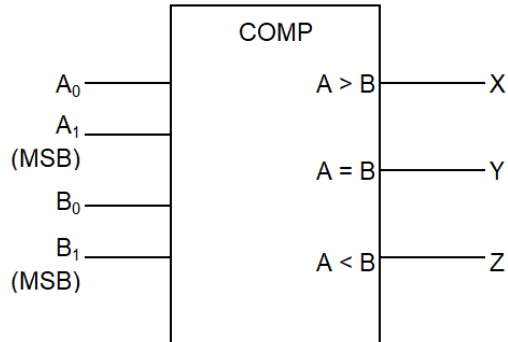 COMP
A₀
A > B
X
A₁
(MSB)
A = B
Y
B₀
B₁
(MSB)
A < B
Z